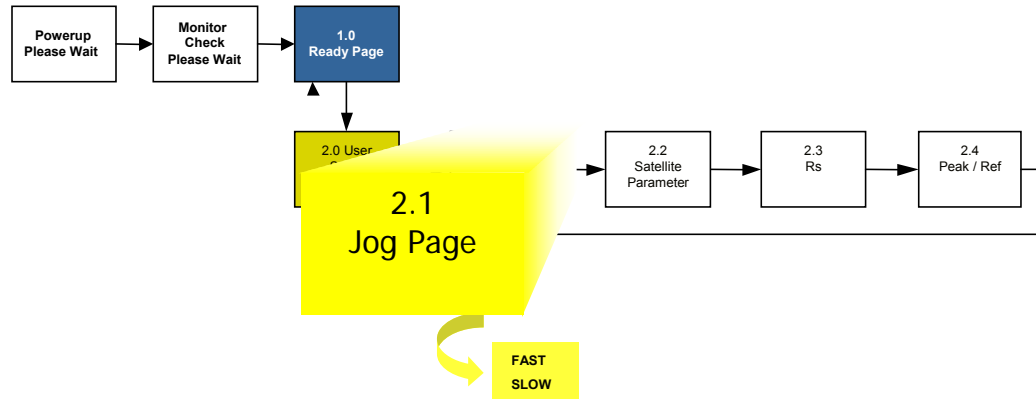 Powerup
Please Wait
Monitor
Check
Please Wait
1.0
Ready Page
2.0 User
2.1
Jog Page
2.2
Satellite
Parameter
2.3
Rs
2.4
Peak / Ref
FAST
SLOW